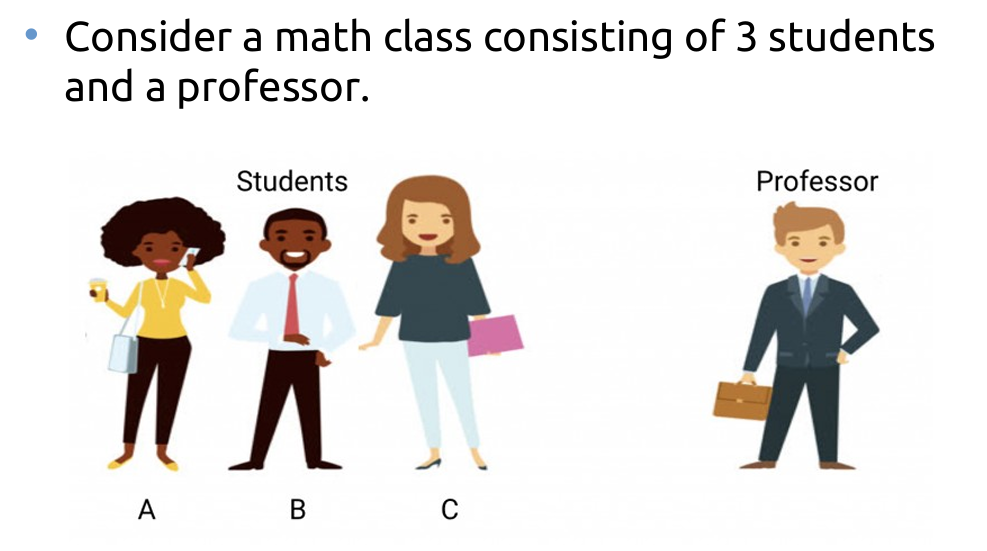 • Consider a math class consisting of 3 students
and a professor.
Students
Professor
A
B
C